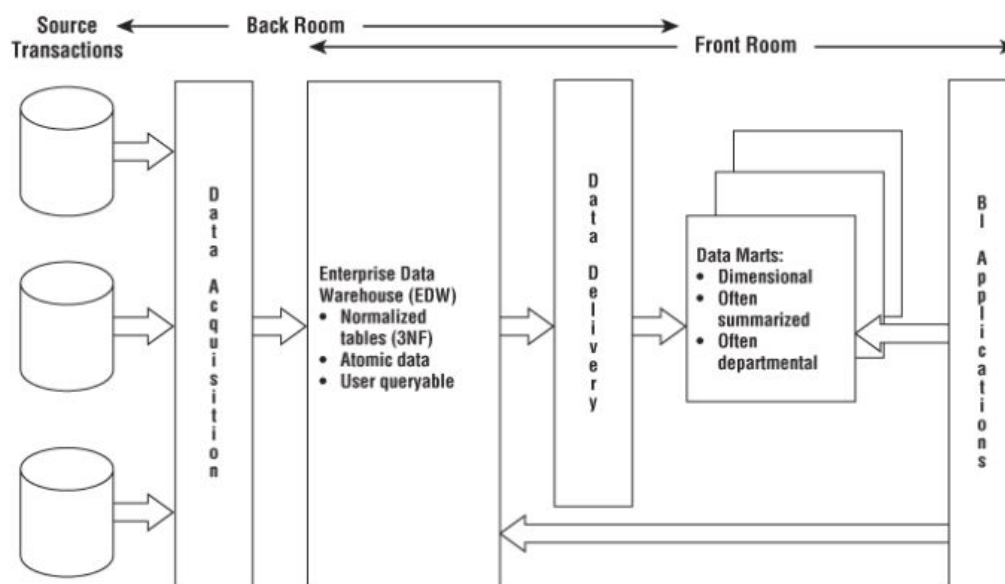 Source
Transactions
Back Room
Front Room
Data Acquisition
Enterprise Data
Warehouse (EDW)
• Normalized
tables (3NF)
• Atomic data
• User queryable
Data Delivery
Data Marts:
• Dimensional
• Often
summarized
• Often
departmental
BI Applications